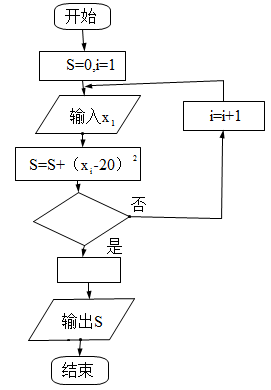 开始
S=0,i=1
输入x₁
i=i+1
S=S+（xᵢ-20）²
否
是
输出S
结束